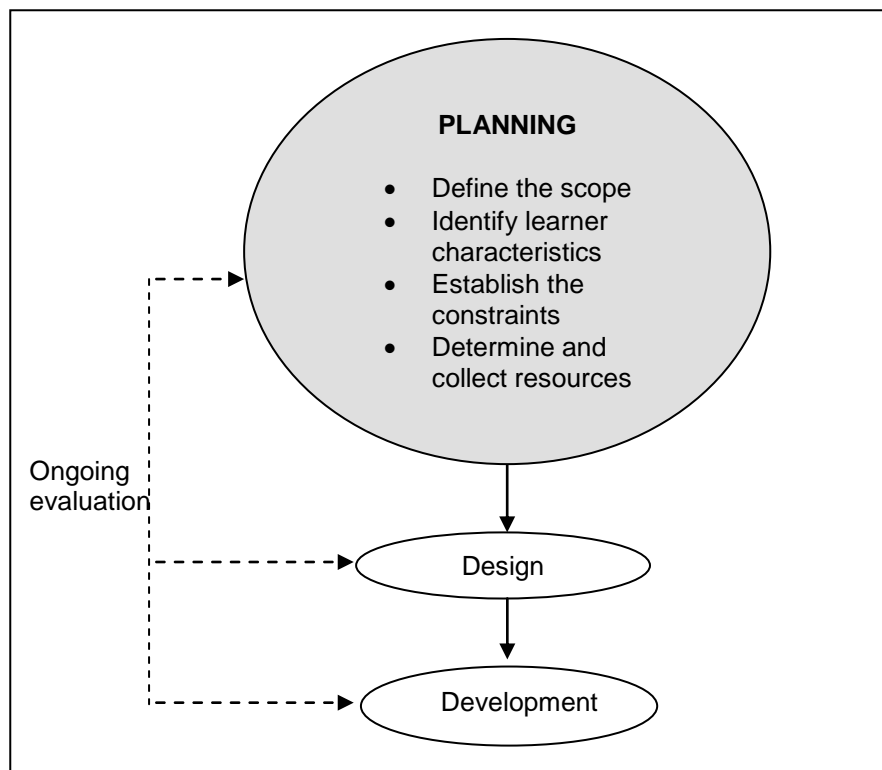 PLANNING
• Define the scope
• Identify learner
characteristics
• Establish the
constraints
• Determine and
collect resources
Ongoing
evaluation
Design
Development